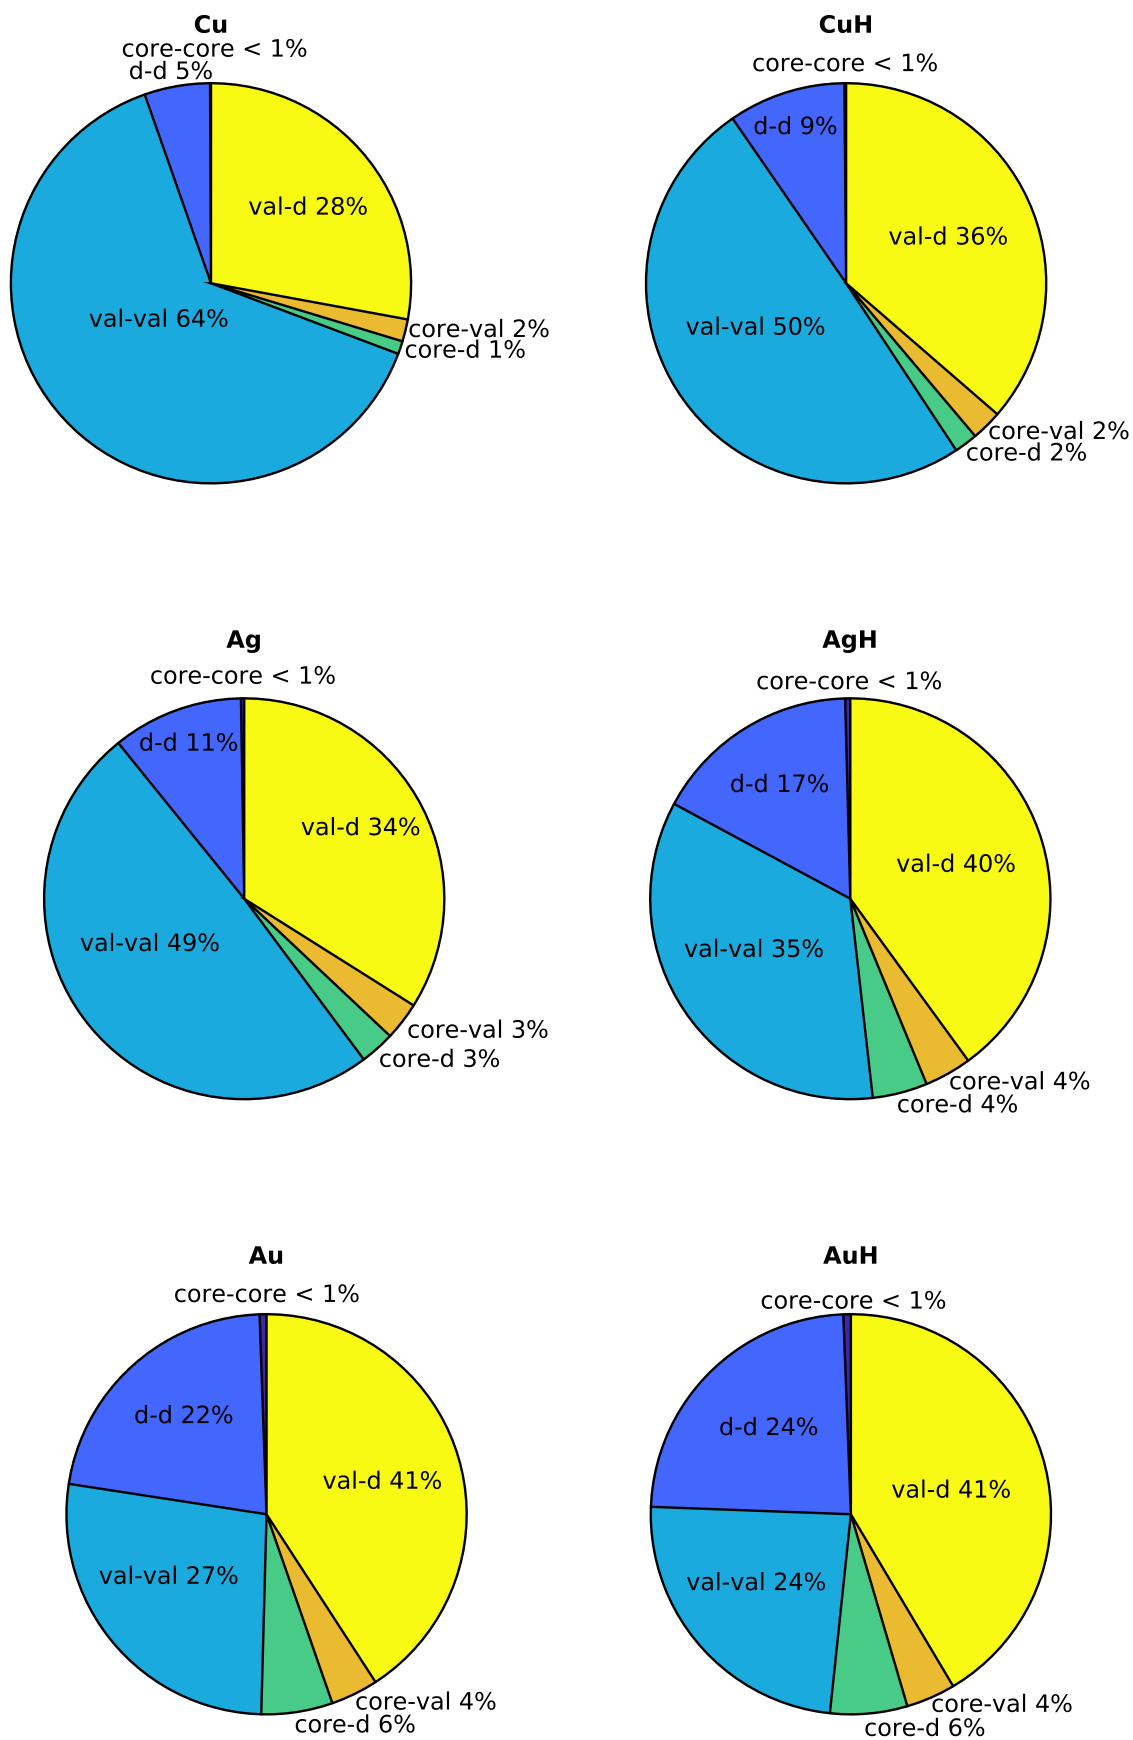 Cu
core-core < 1%
d-d 5%
val-d 28%
val-val 64%
core-val 2%
core-d 1%
CuH
core-core < 1%
d-d 9%
val-d 36%
val-val 50%
core-val 2%
core-d 2%
Ag
core-core < 1%
d-d 11%
val-d 34%
val-val 49%
core-val 3%
core-d 3%
AgH
core-core < 1%
d-d 17%
val-d 40%
val-val 35%
core-val 4%
core-d 4%
Au
core-core < 1%
d-d 22%
val-d 41%
val-val 27%
core-val 4%
core-d 6%
AuH
core-core < 1%
d-d 24%
val-d 41%
val-val 24%
core-val 4%
core-d 6%